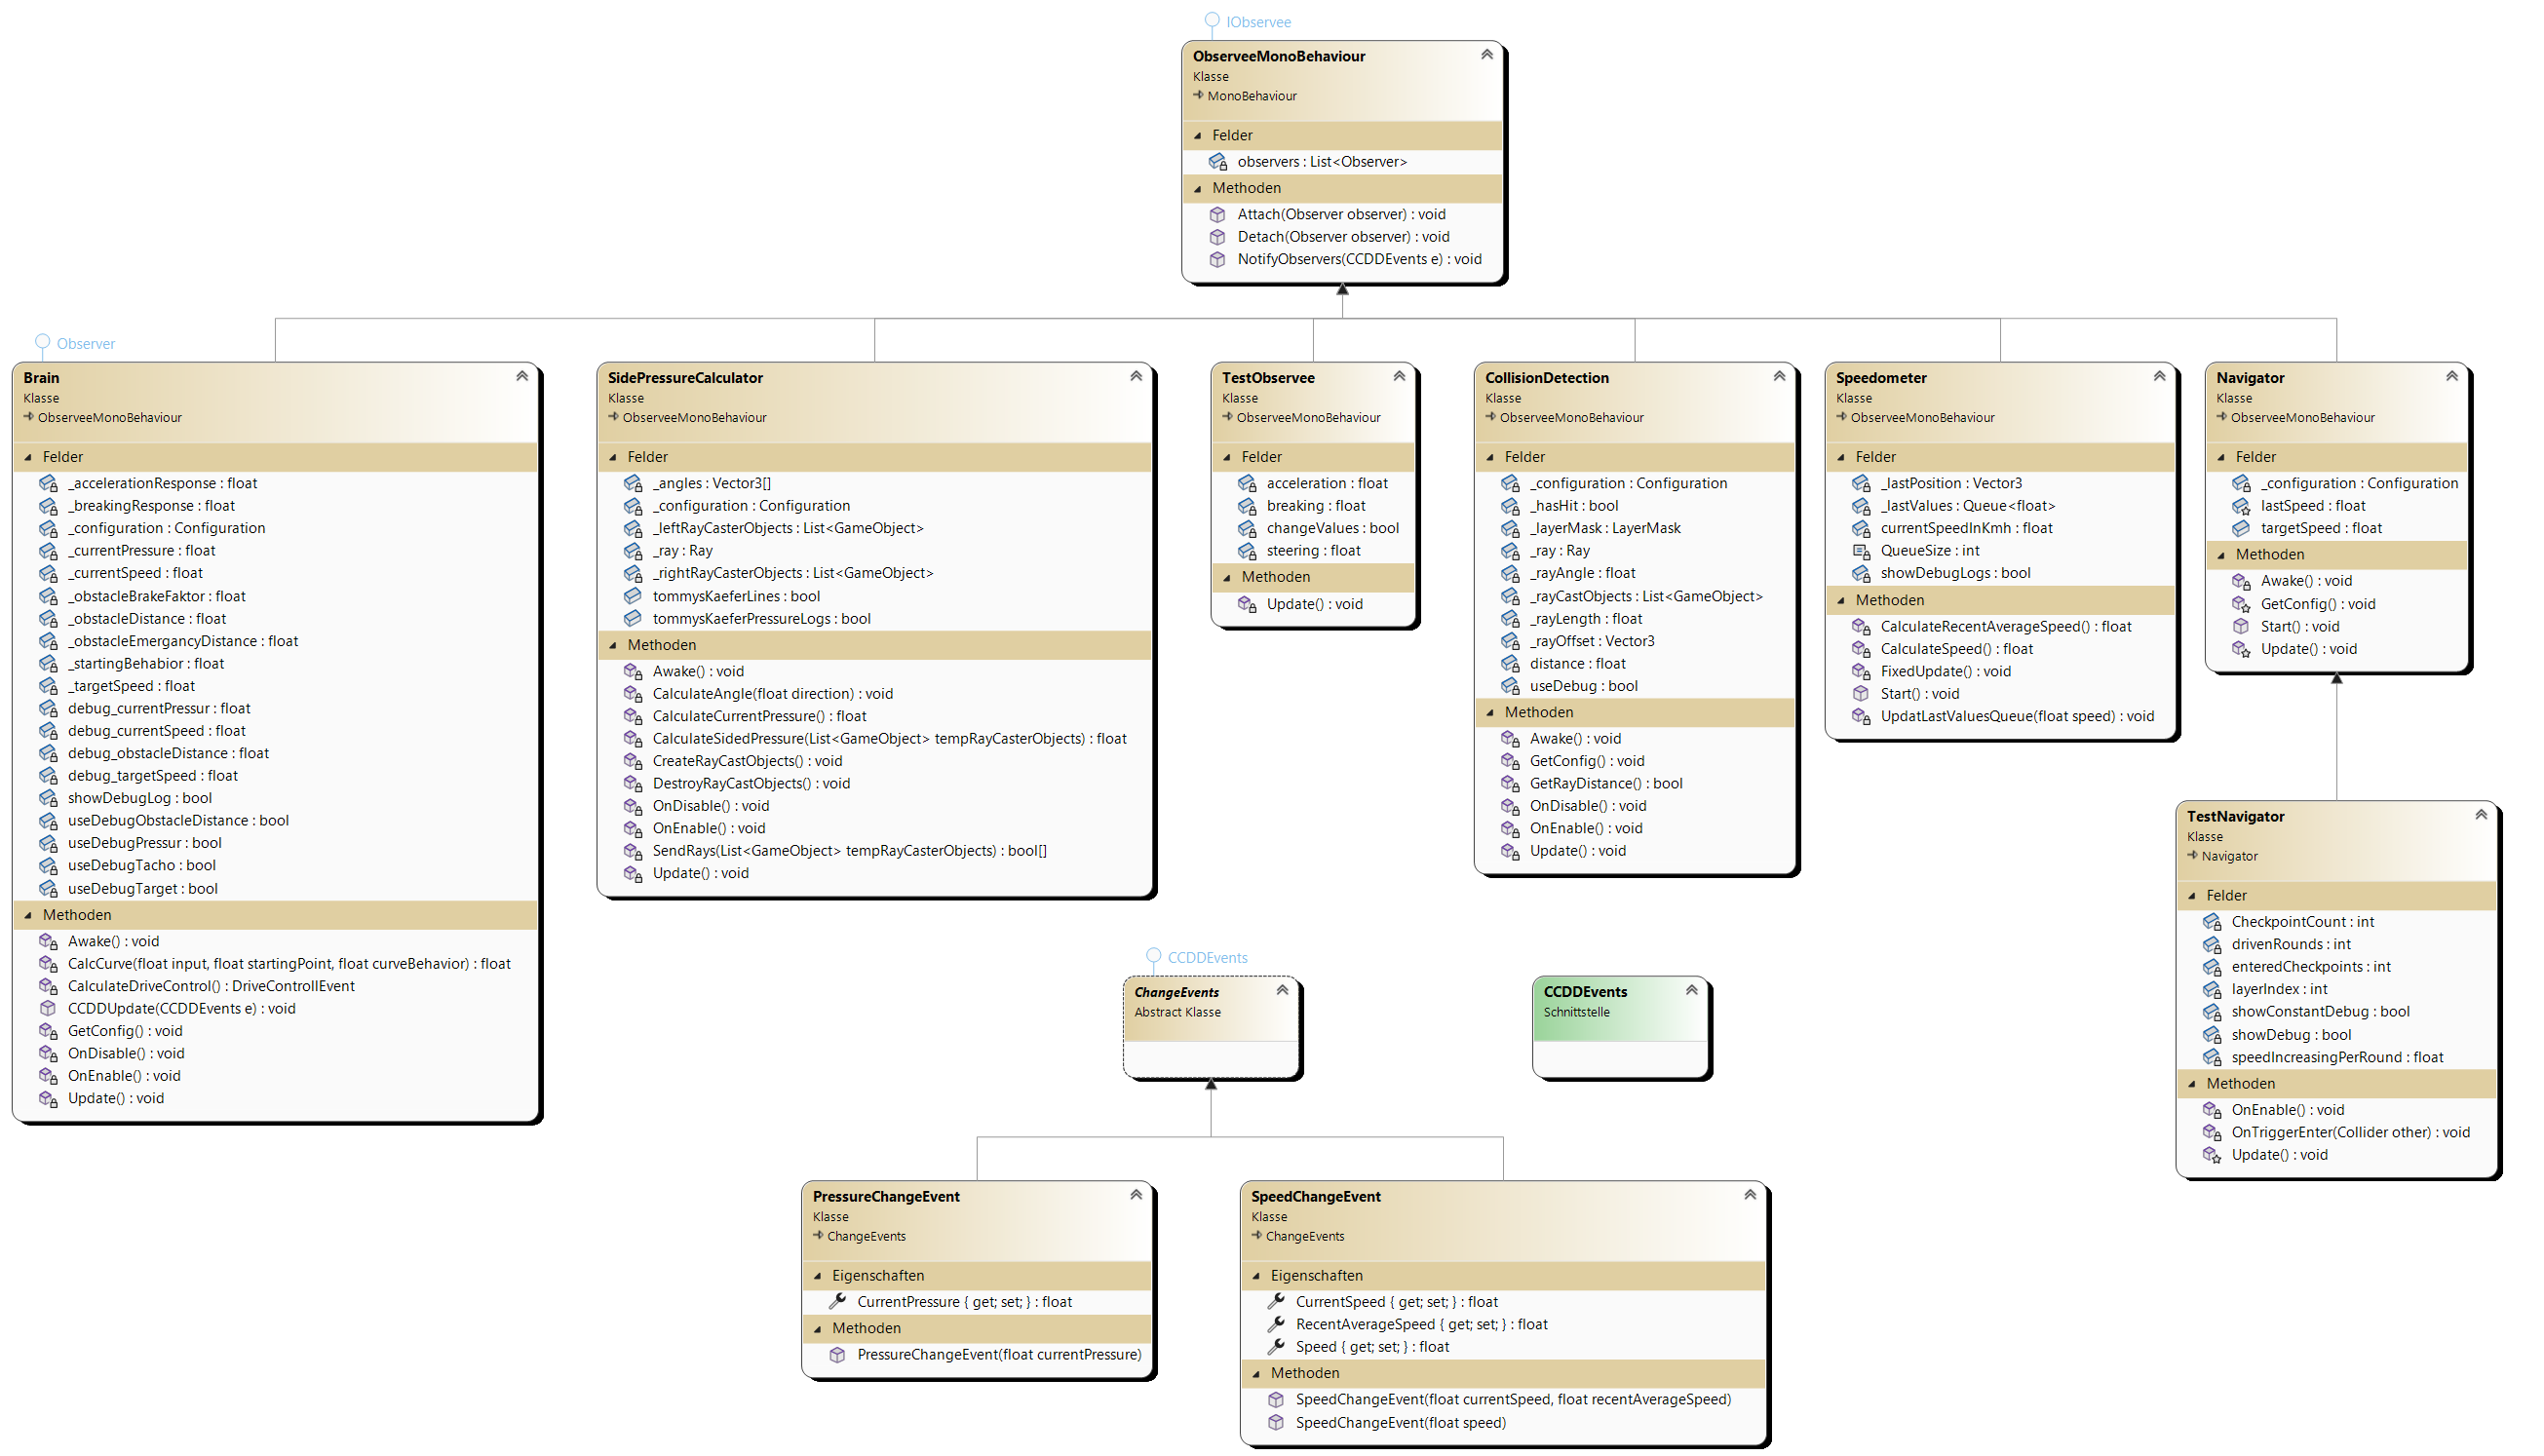 IObservee
ObserveeMonoBehaviour
Klasse
MonoBehaviour
Felder
observers : List<Observer>
Methoden
Attach(Observer observer) : void
Detach(Observer observer) : void
NotifyObservers(CCDDEvents e) : void
Observer
Brain
Klasse
ObserveeMonoBehaviour
Felder
_accelerationResponse : float
_breakingResponse : float
_configuration : Configuration
_currentPressure : float
_currentSpeed : float
_obstacleBrakeFaktor : float
_obstacleDistance : float
_obstacleEmergancyDistance : float
_startingBehabior : float
_targetSpeed : float
debug_currentPressur : float
debug_currentSpeed : float
debug_obstacleDistance : float
debug_targetSpeed : float
showDebugLog : bool
useDebugObstacleDistance : bool
useDebugPressur : bool
useDebugTacho : bool
useDebugTarget : bool
Methoden
Awake() : void
CalcCurve(float input, float startingPoint, float curveBehavior) : float
CalculateDriveControl() : DriveControllEvent
CCDDUpdate(CCDDEvents e) : void
GetConfig() : void
OnDisable() : void
OnEnable() : void
Update() : void
SidePressureCalculator
Klasse
ObserveeMonoBehaviour
Felder
_angles : Vector3[]
_configuration : Configuration
_leftRayCasterObjects : List<GameObject>
_ray : Ray
_rightRayCasterObjects : List<GameObject>
tommysKaeferLines : bool
tommysKaeferPressureLogs : bool
Methoden
Awake() : void
CalculateAngle(float direction) : void
CalculateCurrentPressure() : float
CalculateSidedPressure(List<GameObject> tempRayCasterObjects) : float
CreateRayCastObjects() : void
DestroyRayCastObjects() : void
OnDisable() : void
OnEnable() : void
SendRays(List<GameObject> tempRayCasterObjects) : bool[]
Update() : void
TestObservee
Klasse
ObserveeMonoBehaviour
Felder
acceleration : float
breaking : float
changeValues : bool
steering : float
Methoden
Update() : void
CollisionDetection
Klasse
ObserveeMonoBehaviour
Felder
_configuration : Configuration
_hasHit : bool
_layerMask : LayerMask
_ray : Ray
_rayAngle : float
_rayCastObjects : List<GameObject>
_rayLength : float
_rayOffset : Vector3
distance : float
useDebug : bool
Methoden
Awake() : void
GetConfig() : void
GetRayDistance() : bool
OnDisable() : void
OnEnable() : void
Update() : void
Speedometer
Klasse
ObserveeMonoBehaviour
Felder
_lastPosition : Vector3
_lastValues : Queue<float>
currentSpeedInKmh : float
QueueSize : int
showDebugLogs : bool
Methoden
CalculateRecentAverageSpeed() : float
CalculateSpeed() : float
FixedUpdate() : void
Start() : void
UpdatLastValuesQueue(float speed) : void
Navigator
Klasse
ObserveeMonoBehaviour
Felder
_configuration : Configuration
lastSpeed : float
targetSpeed : float
Methoden
Awake() : void
GetConfig() : void
Start() : void
Update() : void
TestNavigator
Klasse
Navigator
Felder
CheckpointCount : int
drivenRounds : int
enteredCheckpoints : int
layerIndex : int
showConstantDebug : bool
showDebug : bool
speedIncreasingPerRound : float
Methoden
OnEnable() : void
OnTriggerEnter(Collider other) : void
Update() : void
CCDDEvents
ChangeEvents
Abstract Klasse
CCDDEvents
Schnittstelle
PressureChangeEvent
Klasse
ChangeEvents
Eigenschaften
CurrentPressure { get; set; } : float
Methoden
PressureChangeEvent(float currentPressure)
SpeedChangeEvent
Klasse
ChangeEvents
Eigenschaften
CurrentSpeed { get; set; } : float
RecentAverageSpeed { get; set; } : float
Speed { get; set; } : float
Methoden
SpeedChangeEvent(float currentSpeed, float recentAverageSpeed)
SpeedChangeEvent(float speed)